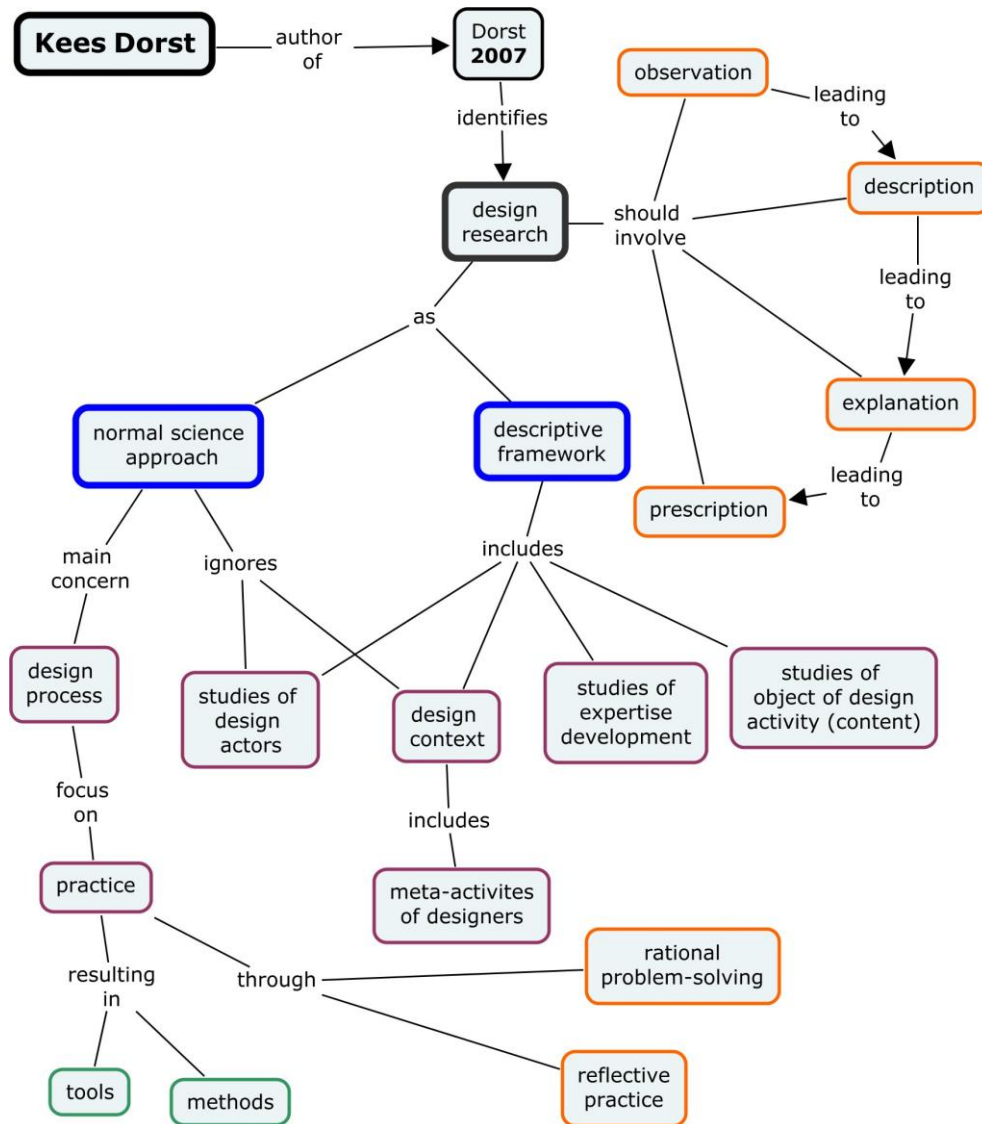 Kees Dorst
author
of
Dorst
2007
identifies
design
research
should
involve
observation
leading
to
description
leading
to
explanation
leading
to
prescription
as
normal science
approach
descriptive
framework
main
concern
ignores
includes
design
process
studies of
design
actors
design
context
studies of
expertise
development
studies of
object of design
activity (content)
focus
on
includes
practice
meta-activites
of designers
resulting
in
through
rational
problem-solving
tools
methods
reflective
practice